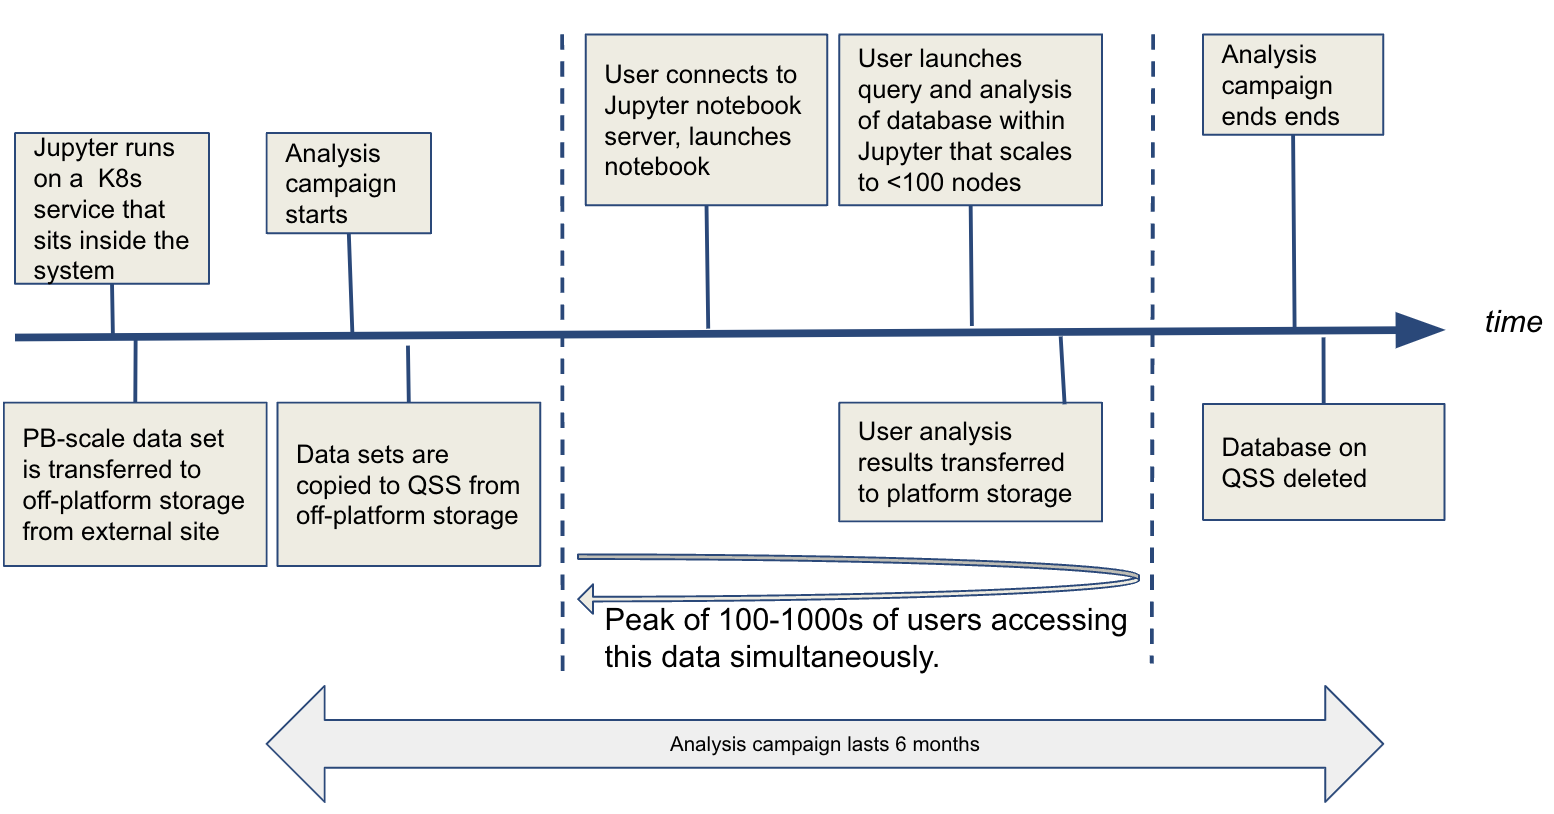 Jupyter runs
on a  K8s
service that
sits inside the
system
Analysis
campaign
starts
User connects to
Jupyter notebook
server, launches
notebook
User launches
query and analysis
of database within
Jupyter that scales
to <100 nodes
Analysis
campaign
ends ends
time
PB-scale data set
is transferred to
off-platform storage
from external site
Data sets are
copied to QSS from
off-platform storage
User analysis
results transferred
to platform storage
Database on
QSS deleted
Peak of 100-1000s of users accessing
this data simultaneously.
Analysis campaign lasts 6 months